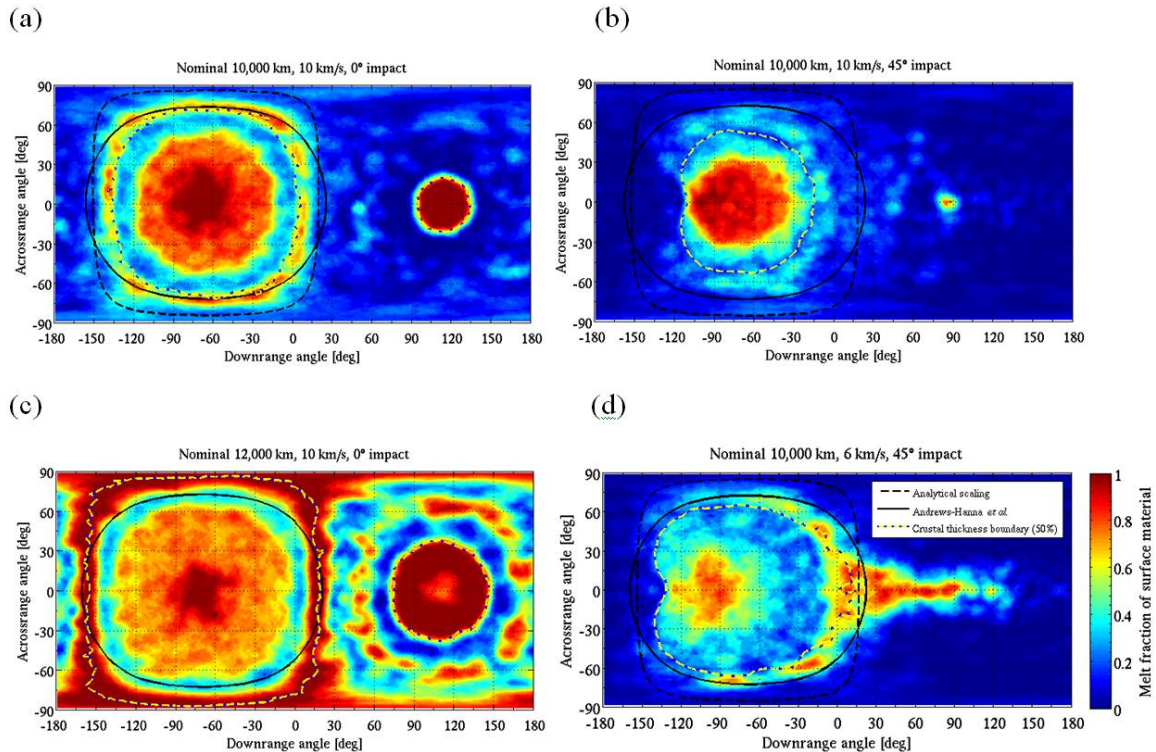 (a)
Nominal 10,000 km, 10 km/s, 0° impact
90
60
30
0
-30
-60
-90
Acrossrange angle [deg]
-180 -150 -120 -90 -60 -30 0 30 60 90 120 150 180
Downrange angle [deg]
(b)
Nominal 10,000 km, 10 km/s, 45° impact
90
60
30
0
-30
-60
-90
Acrossrange angle [deg]
-180 -150 -120 -90 -60 -30 0 30 60 90 120 150 180
Downrange angle [deg]
(c)
Nominal 12,000 km, 10 km/s, 0° impact
90
60
30
0
-30
-60
-90
Acrossrange angle [deg]
-180 -150 -120 -90 -60 -30 0 30 60 90 120 150 180
Downrange angle [deg]
(d)
Nominal 10,000 km, 6 km/s, 45° impact
90
60
30
0
-30
-60
-90
Acrossrange angle [deg]
-180 -150 -120 -90 -60 -30 0 30 60 90 120 150 180
Downrange angle [deg]
Analytical scaling
Andrews-Hanna et al
Crustal thickness boundary (50%)
1
0.8
0.6
0.4
0.2
0
Melt fraction of surface material